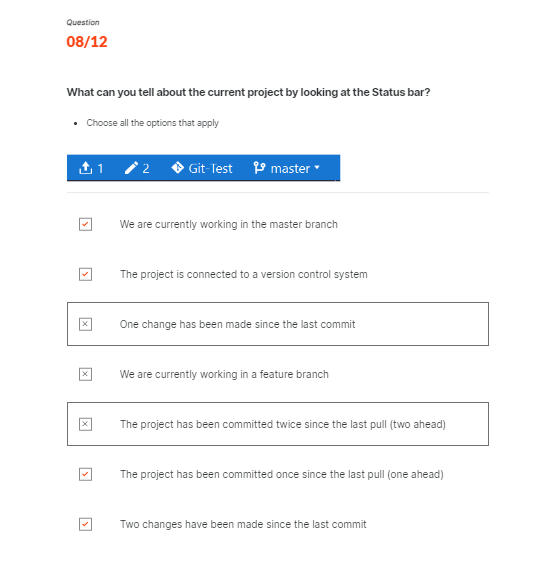 Question
08/12
What can you tell about the current project by looking at the Status bar?
• Choose all the options that apply
1 2 Git-Test master
We are currently working in the master branch
The project is connected to a version control system
One change has been made since the last commit
We are currently working in a feature branch
The project has been committed twice since the last pull (two ahead)
The project has been committed once since the last pull (one ahead)
Two changes have been made since the last commit